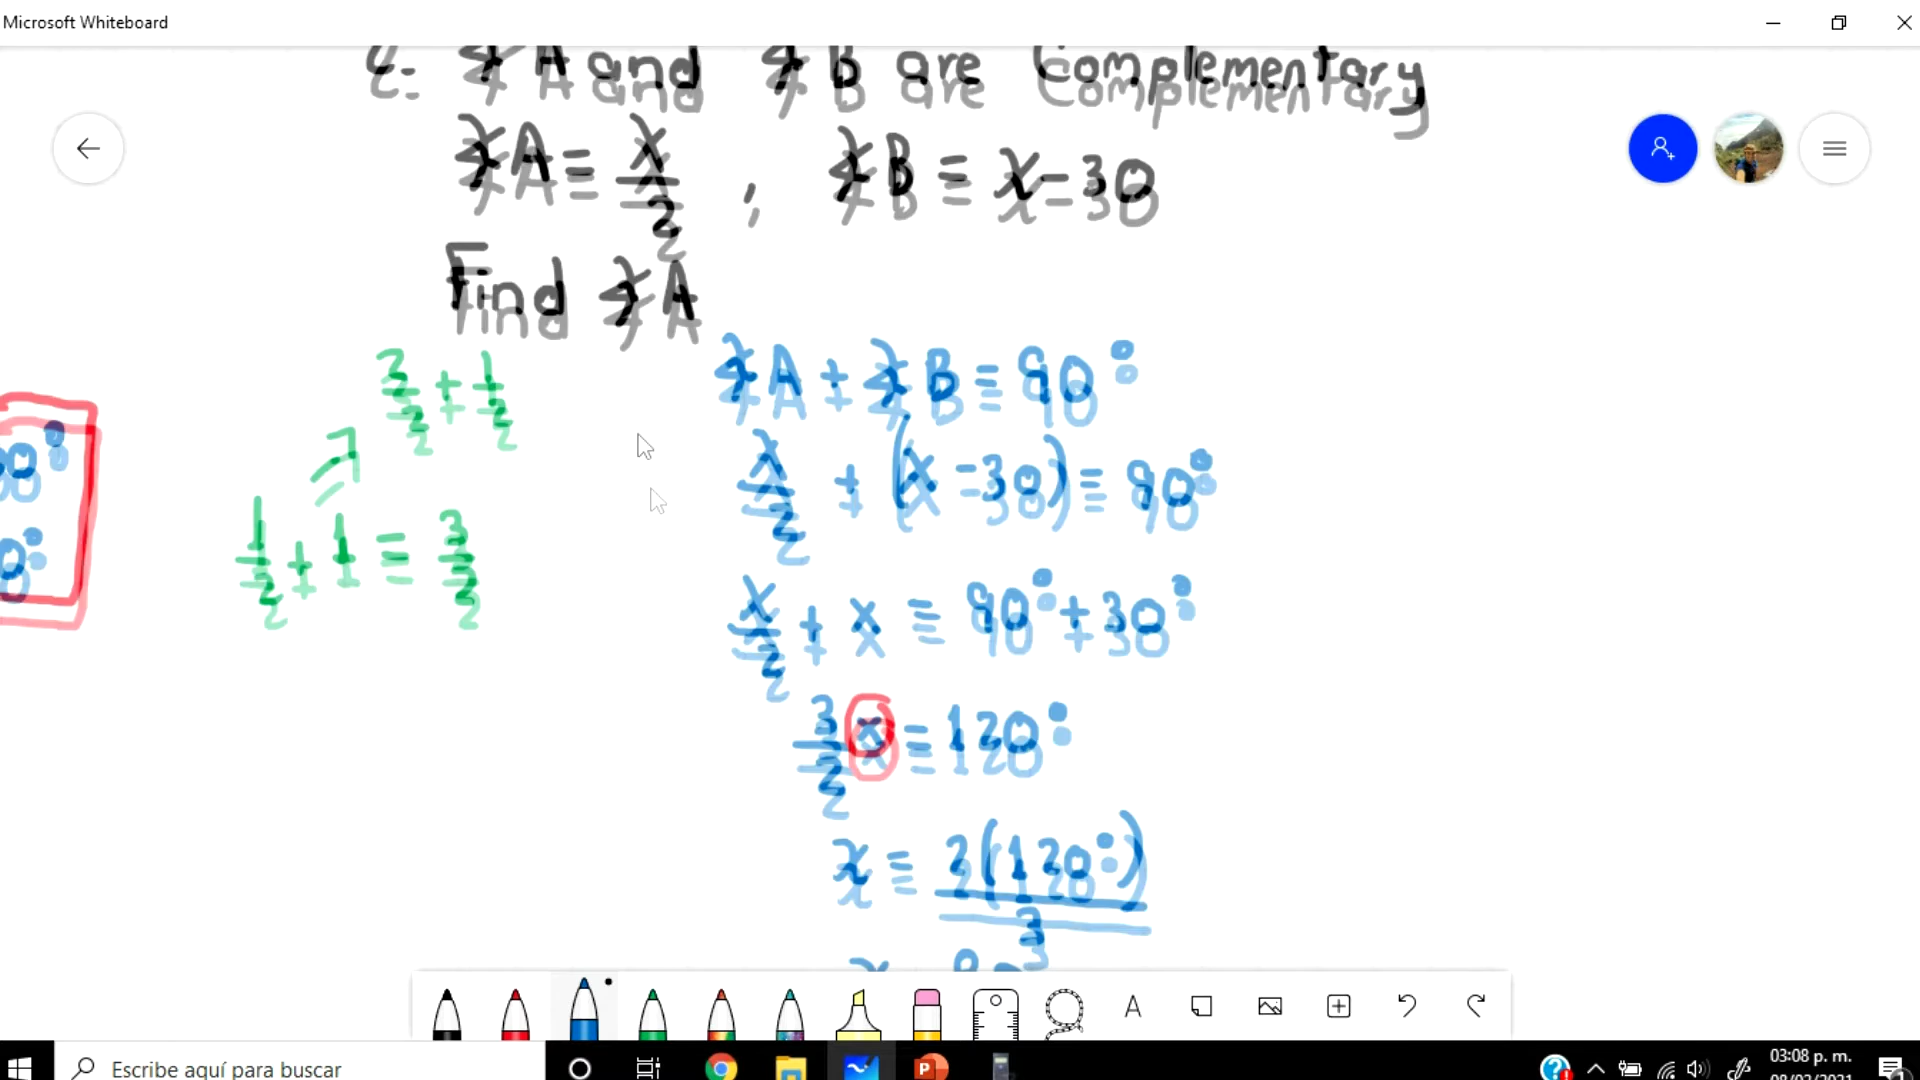 Microsoft Whiteboard
2. ∡A and ∡B are Complementary
∡A = x/2 , ∡B = x-30
Find ∡A
∡A + ∡B = 90°
x/2 + (x-30) = 90°
x/2 + x = 90° + 30°
3/2 x = 120°
x = 2(120°)/3
2/2 + 1/2
1/2 + 1 = 3/2
Escribe aquí para buscar
03:08 p. m.